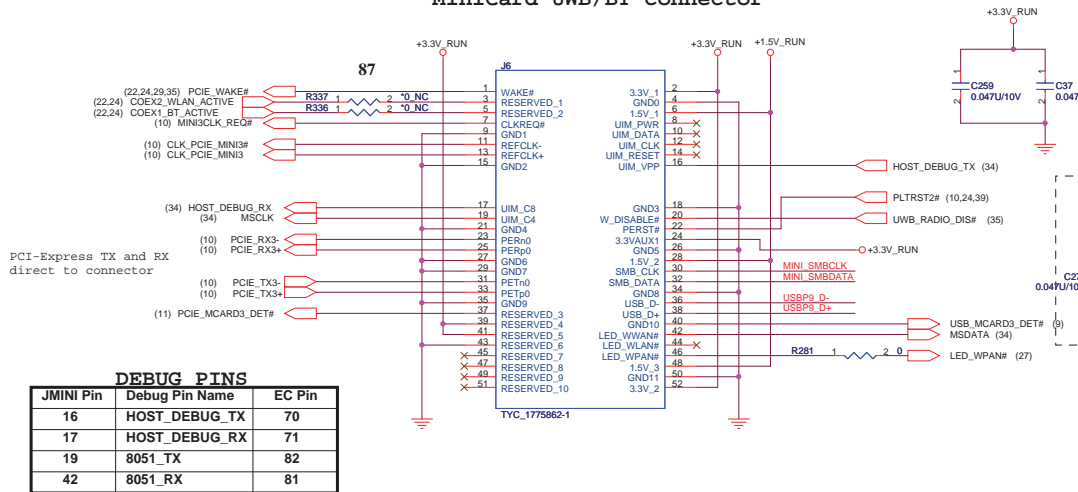 MiniCard UWB/BT Connector
+3.3V_RUN
+3.3V_RUN
+3.3V_RUN
+1.5V_RUN
87
J6
C259
0.047U/10V
C37
0.047
1
2
1
2
(22,24,29,35) PCIE_WAKE#
(22,24) COEX2_WLAN_ACTIVE R337 1 2 *0_NC
(22,24) COEX1_BT_ACTIVE R336 1 2 *0_NC
(10) MINI3CLK_REQ#
(10) CLK_PCIE_MINI3#
(10) CLK_PCIE_MINI3
(34) HOST_DEBUG_RX
(34) MSCLK
(10) PCIE_RX3-
(10) PCIE_RX3+
PCI-Express TX and RX
direct to connector
(10) PCIE_TX3-
(10) PCIE_TX3+
(11) PCIE_MCARD3_DET#
1 WAKE#
3 RESERVED_1
5 RESERVED_2
7 CLKREQ#
9 GND1
11 REFCLK-
13 REFCLK+
15 GND2
17 UIM_C8
19 UIM_C4
21 GND4
23 PERn0
25 PERp0
27 GND6
29 GND7
31 PETn0
33 PETp0
35 GND9
37 RESERVED_3
39 RESERVED_4
41 RESERVED_5
43 RESERVED_6
45 RESERVED_7
47 RESERVED_8
49 RESERVED_9
51 RESERVED_10
3.3V_1 2
GND0 4
1.5V_1 6
UIM_PWR 8
UIM_DATA 10
UIM_CLK 12
UIM_RESET 14
UIM_VPP 16
GND3 18
W_DISABLE# 20
PERST# 22
3.3VAUX1 24
GND5 26
1.5V_2 28
SMB_CLK 30
SMB_DATA 32
GND8 34
USB_D- 36
USB_D+ 38
GND10 40
LED_WWAN# 42
LED_WLAN# 44
LED_WPAN# 46
1.5V_3 48
GND11 50
3.3V_2 52
TYC_1775862-1
HOST_DEBUG_TX (34)
PLTRST2# (10,24,39)
UWB_RADIO_DIS# (35)
+3.3V_RUN
MINI_SMBCLK
MINI_SMBDATA
USBP9_D-
USBP9_D+
USB_MCARD3_DET# (9)
MSDATA (34)
R281 1 2 0 LED_WPAN# (27)
C27
0.047U/10
DEBUG PINS
JMINI Pin Debug Pin Name EC Pin
16 HOST_DEBUG_TX 70
17 HOST_DEBUG_RX 71
19 8051_TX 82
42 8051_RX 81